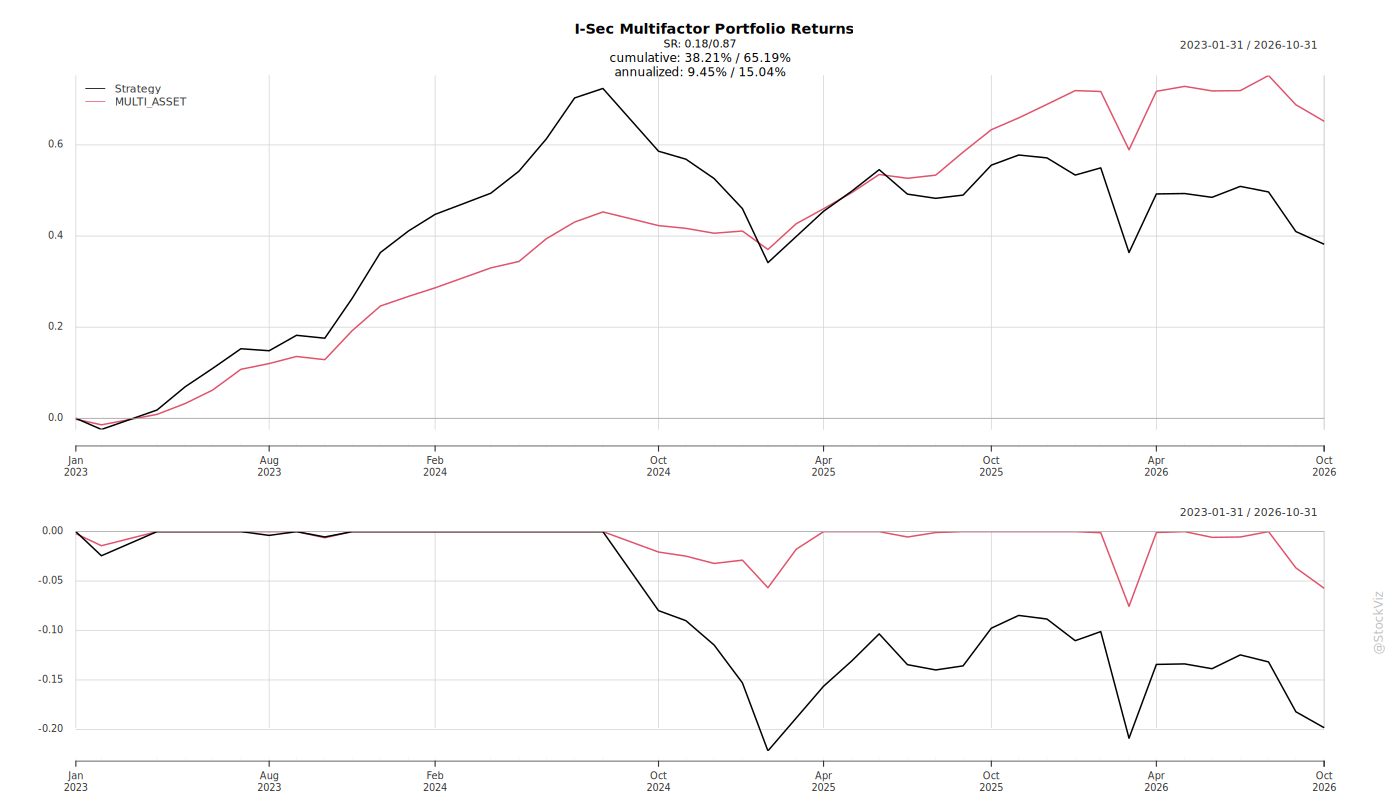 I-Sec Multifactor Portfolio Returns
SR: 0.18/0.87
cumulative: 38.21% / 65.19%
annualized: 9.45% / 15.04%
2023-01-31 / 2026-10-31
Strategy
MULTI_ASSET
0.6
0.4
0.2
0.0
Jan Aug Feb Oct Apr Oct Apr Oct
2023 2023 2024 2024 2025 2025 2026 2026
2023-01-31 / 2026-10-31
0.00
-0.05
-0.10
-0.15
-0.20
Jan Aug Feb Oct Apr Oct Apr Oct
2023 2023 2024 2024 2025 2025 2026 2026
@StockViz